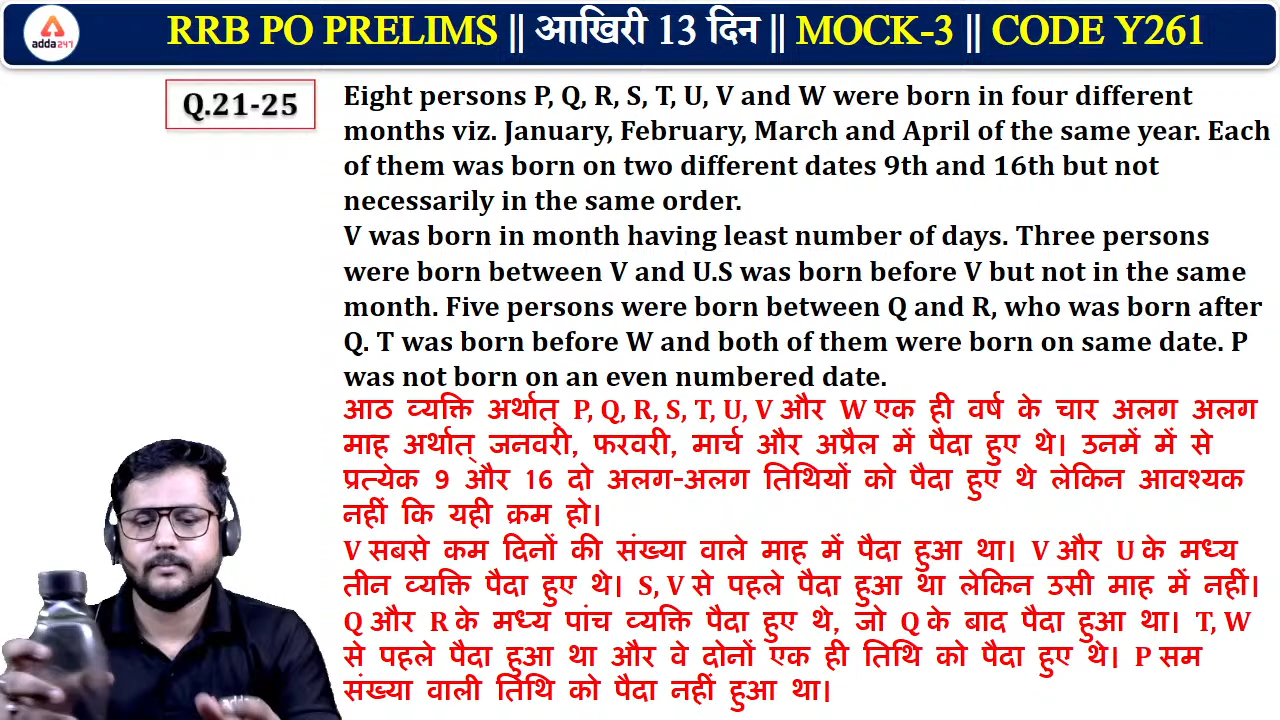 adda247
RRB PO PRELIMS || आखिरी 13 दिन || MOCK-3 || CODE Y261
Q.21-25
Eight persons P, Q, R, S, T, U, V and W were born in four different
months viz. January, February, March and April of the same year. Each
of them was born on two different dates 9th and 16th but not
necessarily in the same order.
V was born in month having least number of days. Three persons
were born between V and U.S was born before V but not in the same
month. Five persons were born between Q and R, who was born after
Q. T was born before W and both of them were born on same date. P
was not born on an even numbered date.
आठ व्यक्ति अर्थात् P, Q, R, S, T, U, V और W एक ही वर्ष के चार अलग अलग
माह अर्थात् जनवरी, फरवरी, मार्च और अप्रैल में पैदा हुए थे। उनमें में से
प्रत्येक 9 और 16 दो अलग-अलग तिथियों को पैदा हुए थे लेकिन आवश्यक
नहीं कि यही क्रम हो।
V सबसे कम दिनों की संख्या वाले माह में पैदा हुआ था। V और U के मध्य
तीन व्यक्ति पैदा हुए थे। S, V से पहले पैदा हुआ था लेकिन उसी माह में नहीं।
Q और R के मध्य पांच व्यक्ति पैदा हुए थे, जो Q के बाद पैदा हुआ था। T, W
से पहले पैदा हुआ था और वे दोनों एक ही तिथि को पैदा हुए थे। P सम
संख्या वाली तिथि को पैदा नहीं हुआ था।